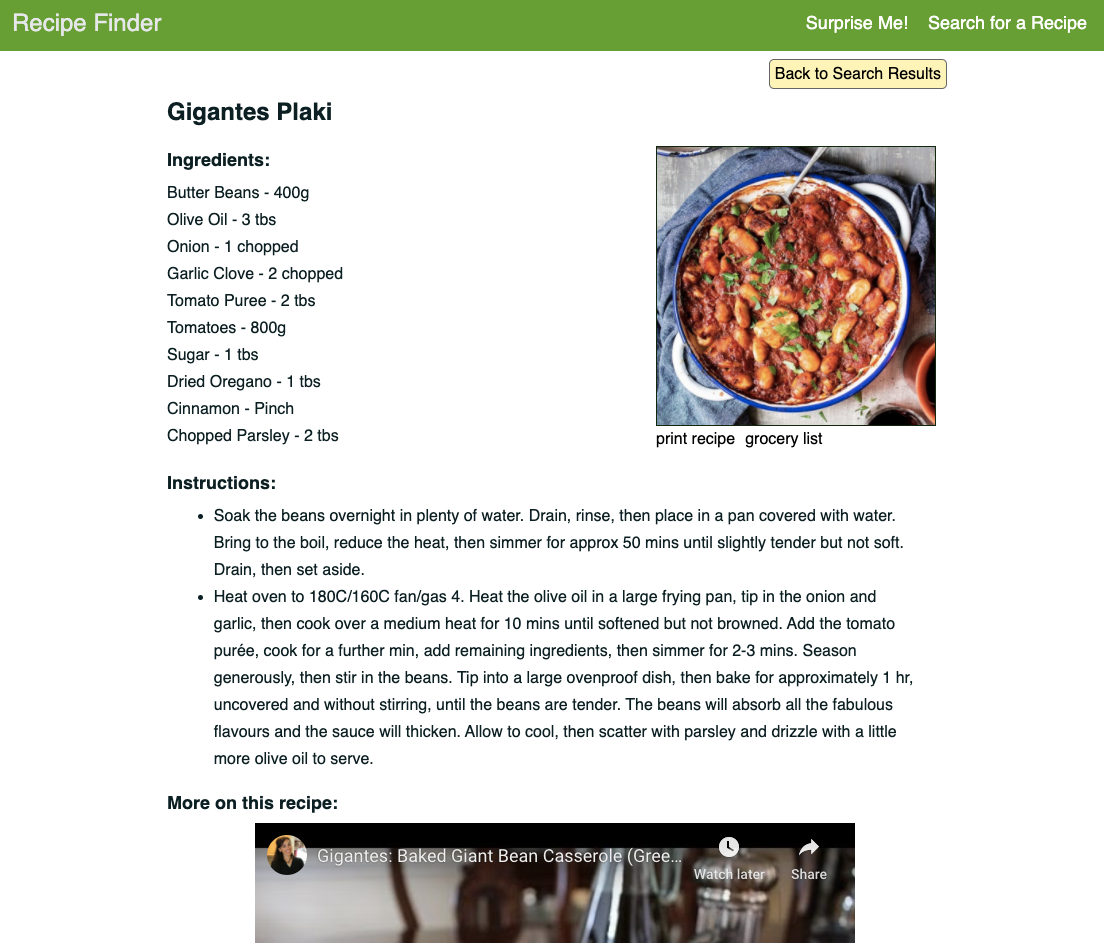 Recipe Finder
Surprise Me! Search for a Recipe
Back to Search Results
Gigantes Plaki
Ingredients:
Butter Beans - 400g
Olive Oil - 3 tbs
Onion - 1 chopped
Garlic Clove - 2 chopped
Tomato Puree - 2 tbs
Tomatoes - 800g
Sugar - 1 tbs
Dried Oregano - 1 tbs
Cinnamon - Pinch
Chopped Parsley - 2 tbs
print recipe grocery list
Instructions:
• Soak the beans overnight in plenty of water. Drain, rinse, then place in a pan covered with water.
Bring to the boil, reduce the heat, then simmer for approx 50 mins until slightly tender but not soft.
Drain, then set aside.
• Heat oven to 180C/160C fan/gas 4. Heat the olive oil in a large frying pan, tip in the onion and
garlic, then cook over a medium heat for 10 mins until softened but not browned. Add the tomato
purée, cook for a further min, add remaining ingredients, then simmer for 2-3 mins. Season
generously, then stir in the beans. Tip into a large ovenproof dish, then bake for approximately 1 hr,
uncovered and without stirring, until the beans are tender. The beans will absorb all the fabulous
flavours and the sauce will thicken. Allow to cool, then scatter with parsley and drizzle with a little
more olive oil to serve.
More on this recipe:
Gigantes: Baked Giant Bean Casserole (Gree...
Watch later Share